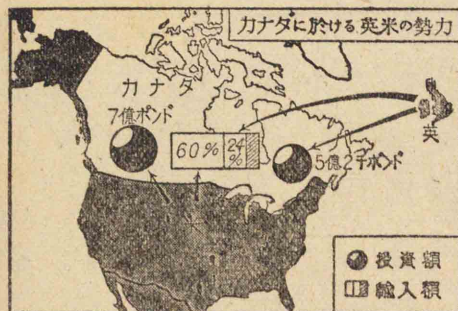 カナダに於ける英米の勢力
カナダ
7億ポンド
60%
24%
英
5億2千ポンド
米
投資額
輸入額